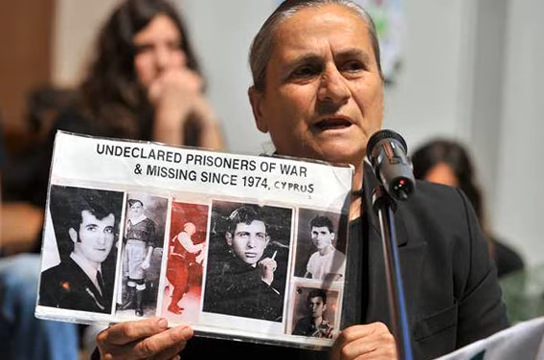 UNDECLARED PRISONERS OF WAR
& MISSING SINCE 1974, CYPRUS